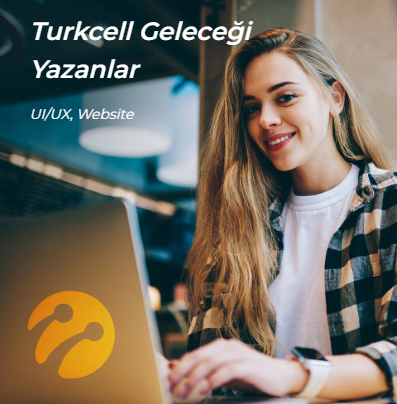 Turkcell Geleceği
Yazanlar
UI/UX, Website